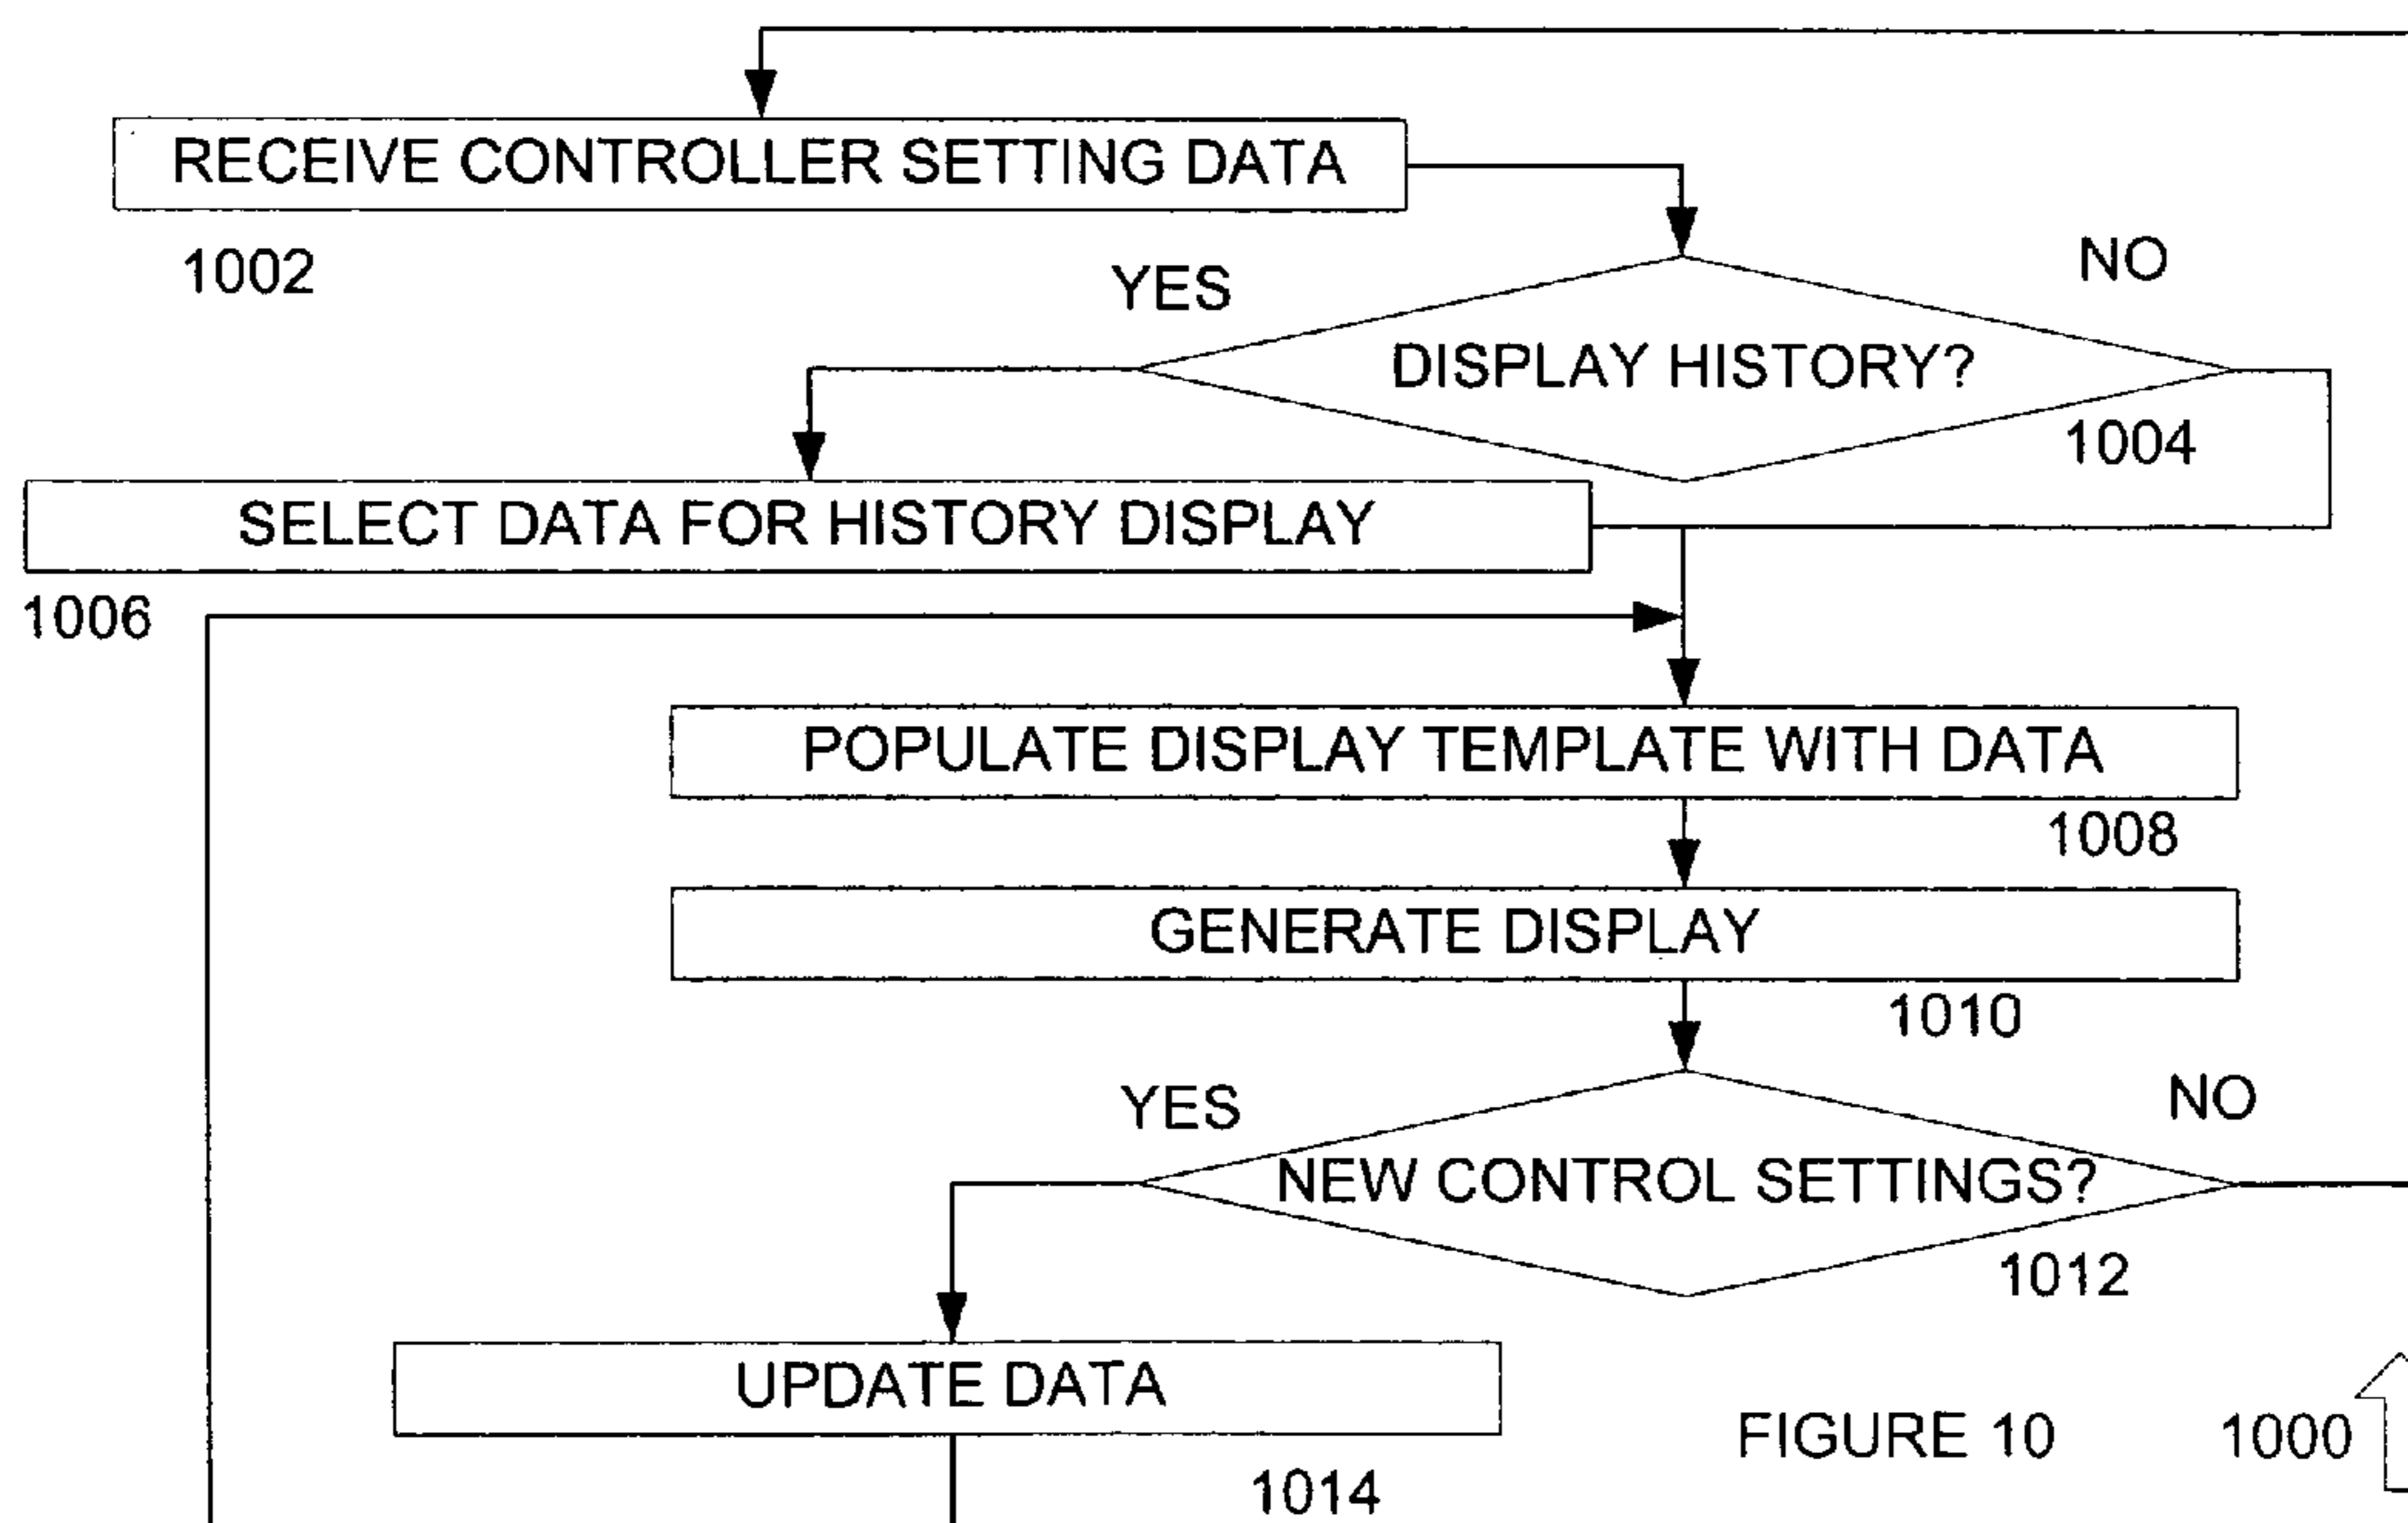 RECEIVE CONTROLLER SETTING DATA
1002
YES
NO
DISPLAY HISTORY?
1004
SELECT DATA FOR HISTORY DISPLAY
1006
POPULATE DISPLAY TEMPLATE WITH DATA
1008
GENERATE DISPLAY
1010
YES
NO
NEW CONTROL SETTINGS?
1012
UPDATE DATA
1014
FIGURE 10
1000